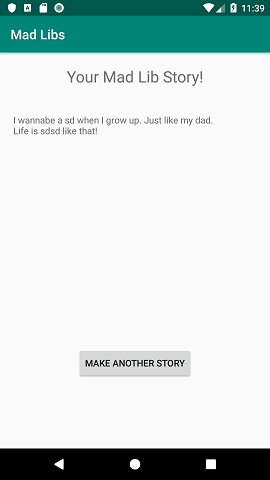 11:39
Mad Libs
Your Mad Lib Story!
I wannabe a sd when I grow up. Just like my dad.
Life is sdsd like that!
MAKE ANOTHER STORY